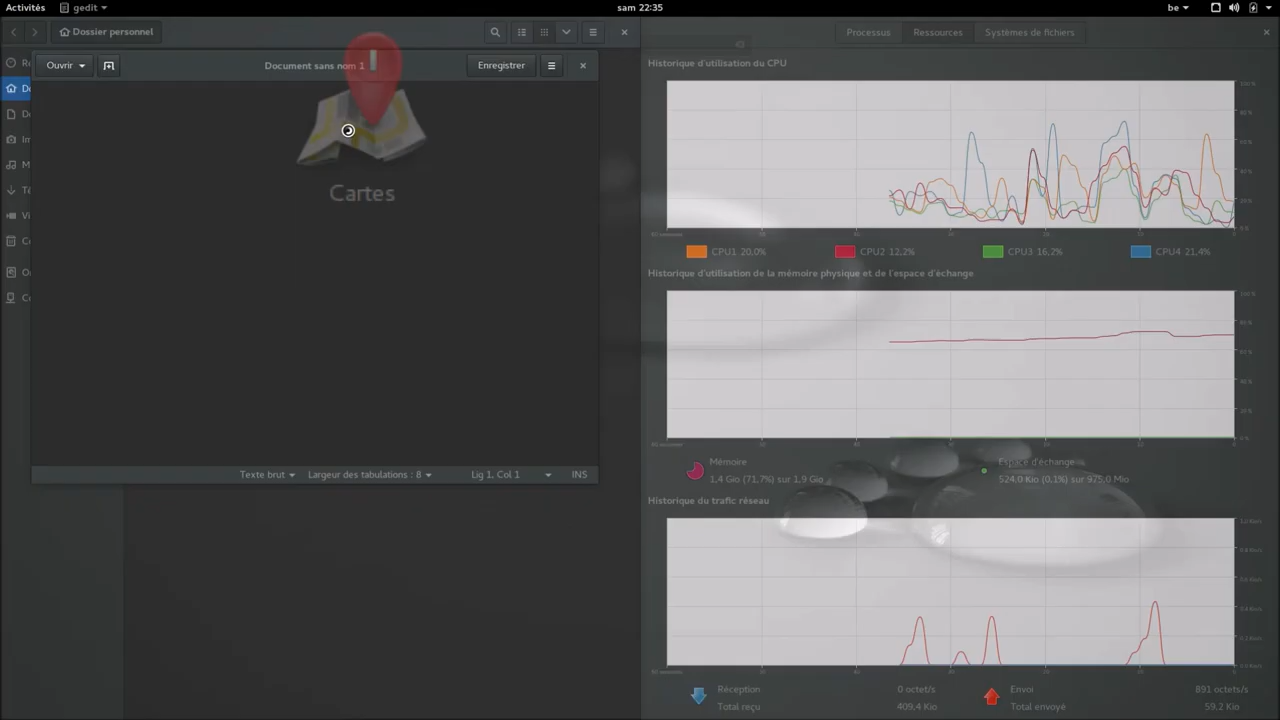 Activités gedit sam 22:35 be
Dossier personnel
Processus Ressources Systèmes de fichiers
Ouvrir Document sans nom 1 Enregistrer
Cartes
Texte brut Largeur des tabulations : 8 Lig 1, Col 1 INS
Historique d'utilisation du CPU
CPU1 20,0% CPU2 12,2% CPU3 16,2% CPU4 21,4%
Historique d'utilisation de la mémoire physique et de l'espace d'échange
Mémoire
1,4 Gio (71,7%) sur 1,9 Gio
Espace d'échange
524,0 Kio (0,1%) sur 975,0 Mio
Historique du trafic réseau
Réception 0 octet/s
Total reçu 409,4 Kio
Envoi 891 octets/s
Total envoyé 59,2 Kio